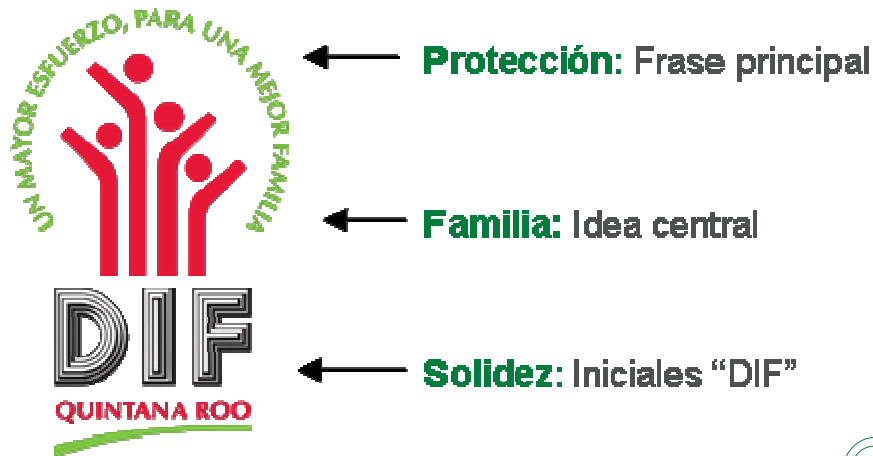 UN MAYOR ESFUERZO, PARA UNA MEJOR FAMILIA
Protección: Frase principal
Familia: Idea central
DIF
Solidez: Iniciales “DIF”
QUINTANA ROO